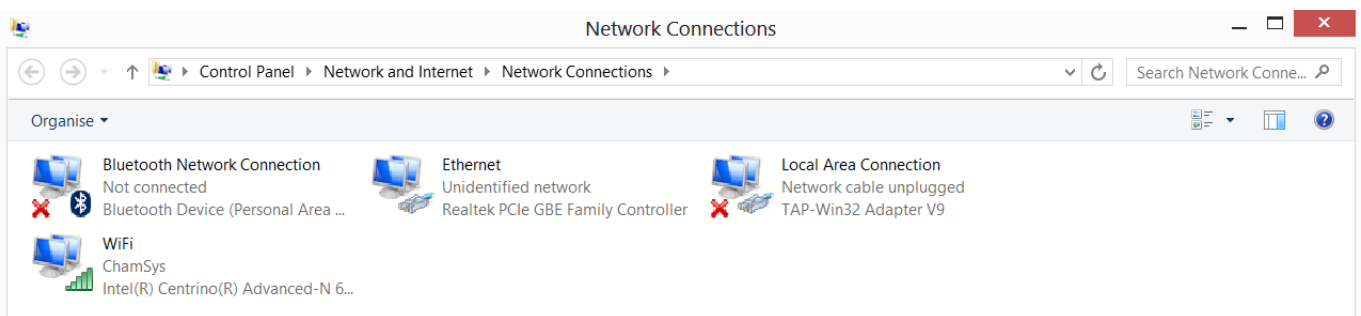 Network Connections
Control Panel Network and Internet Network Connections
Search Network Conne...
Organise
Bluetooth Network Connection
Not connected
Bluetooth Device (Personal Area ...
Ethernet
Unidentified network
Realtek PCIe GBE Family Controller
Local Area Connection
Network cable unplugged
TAP-Win32 Adapter V9
WiFi
ChamSys
Intel(R) Centrino(R) Advanced-N 6...